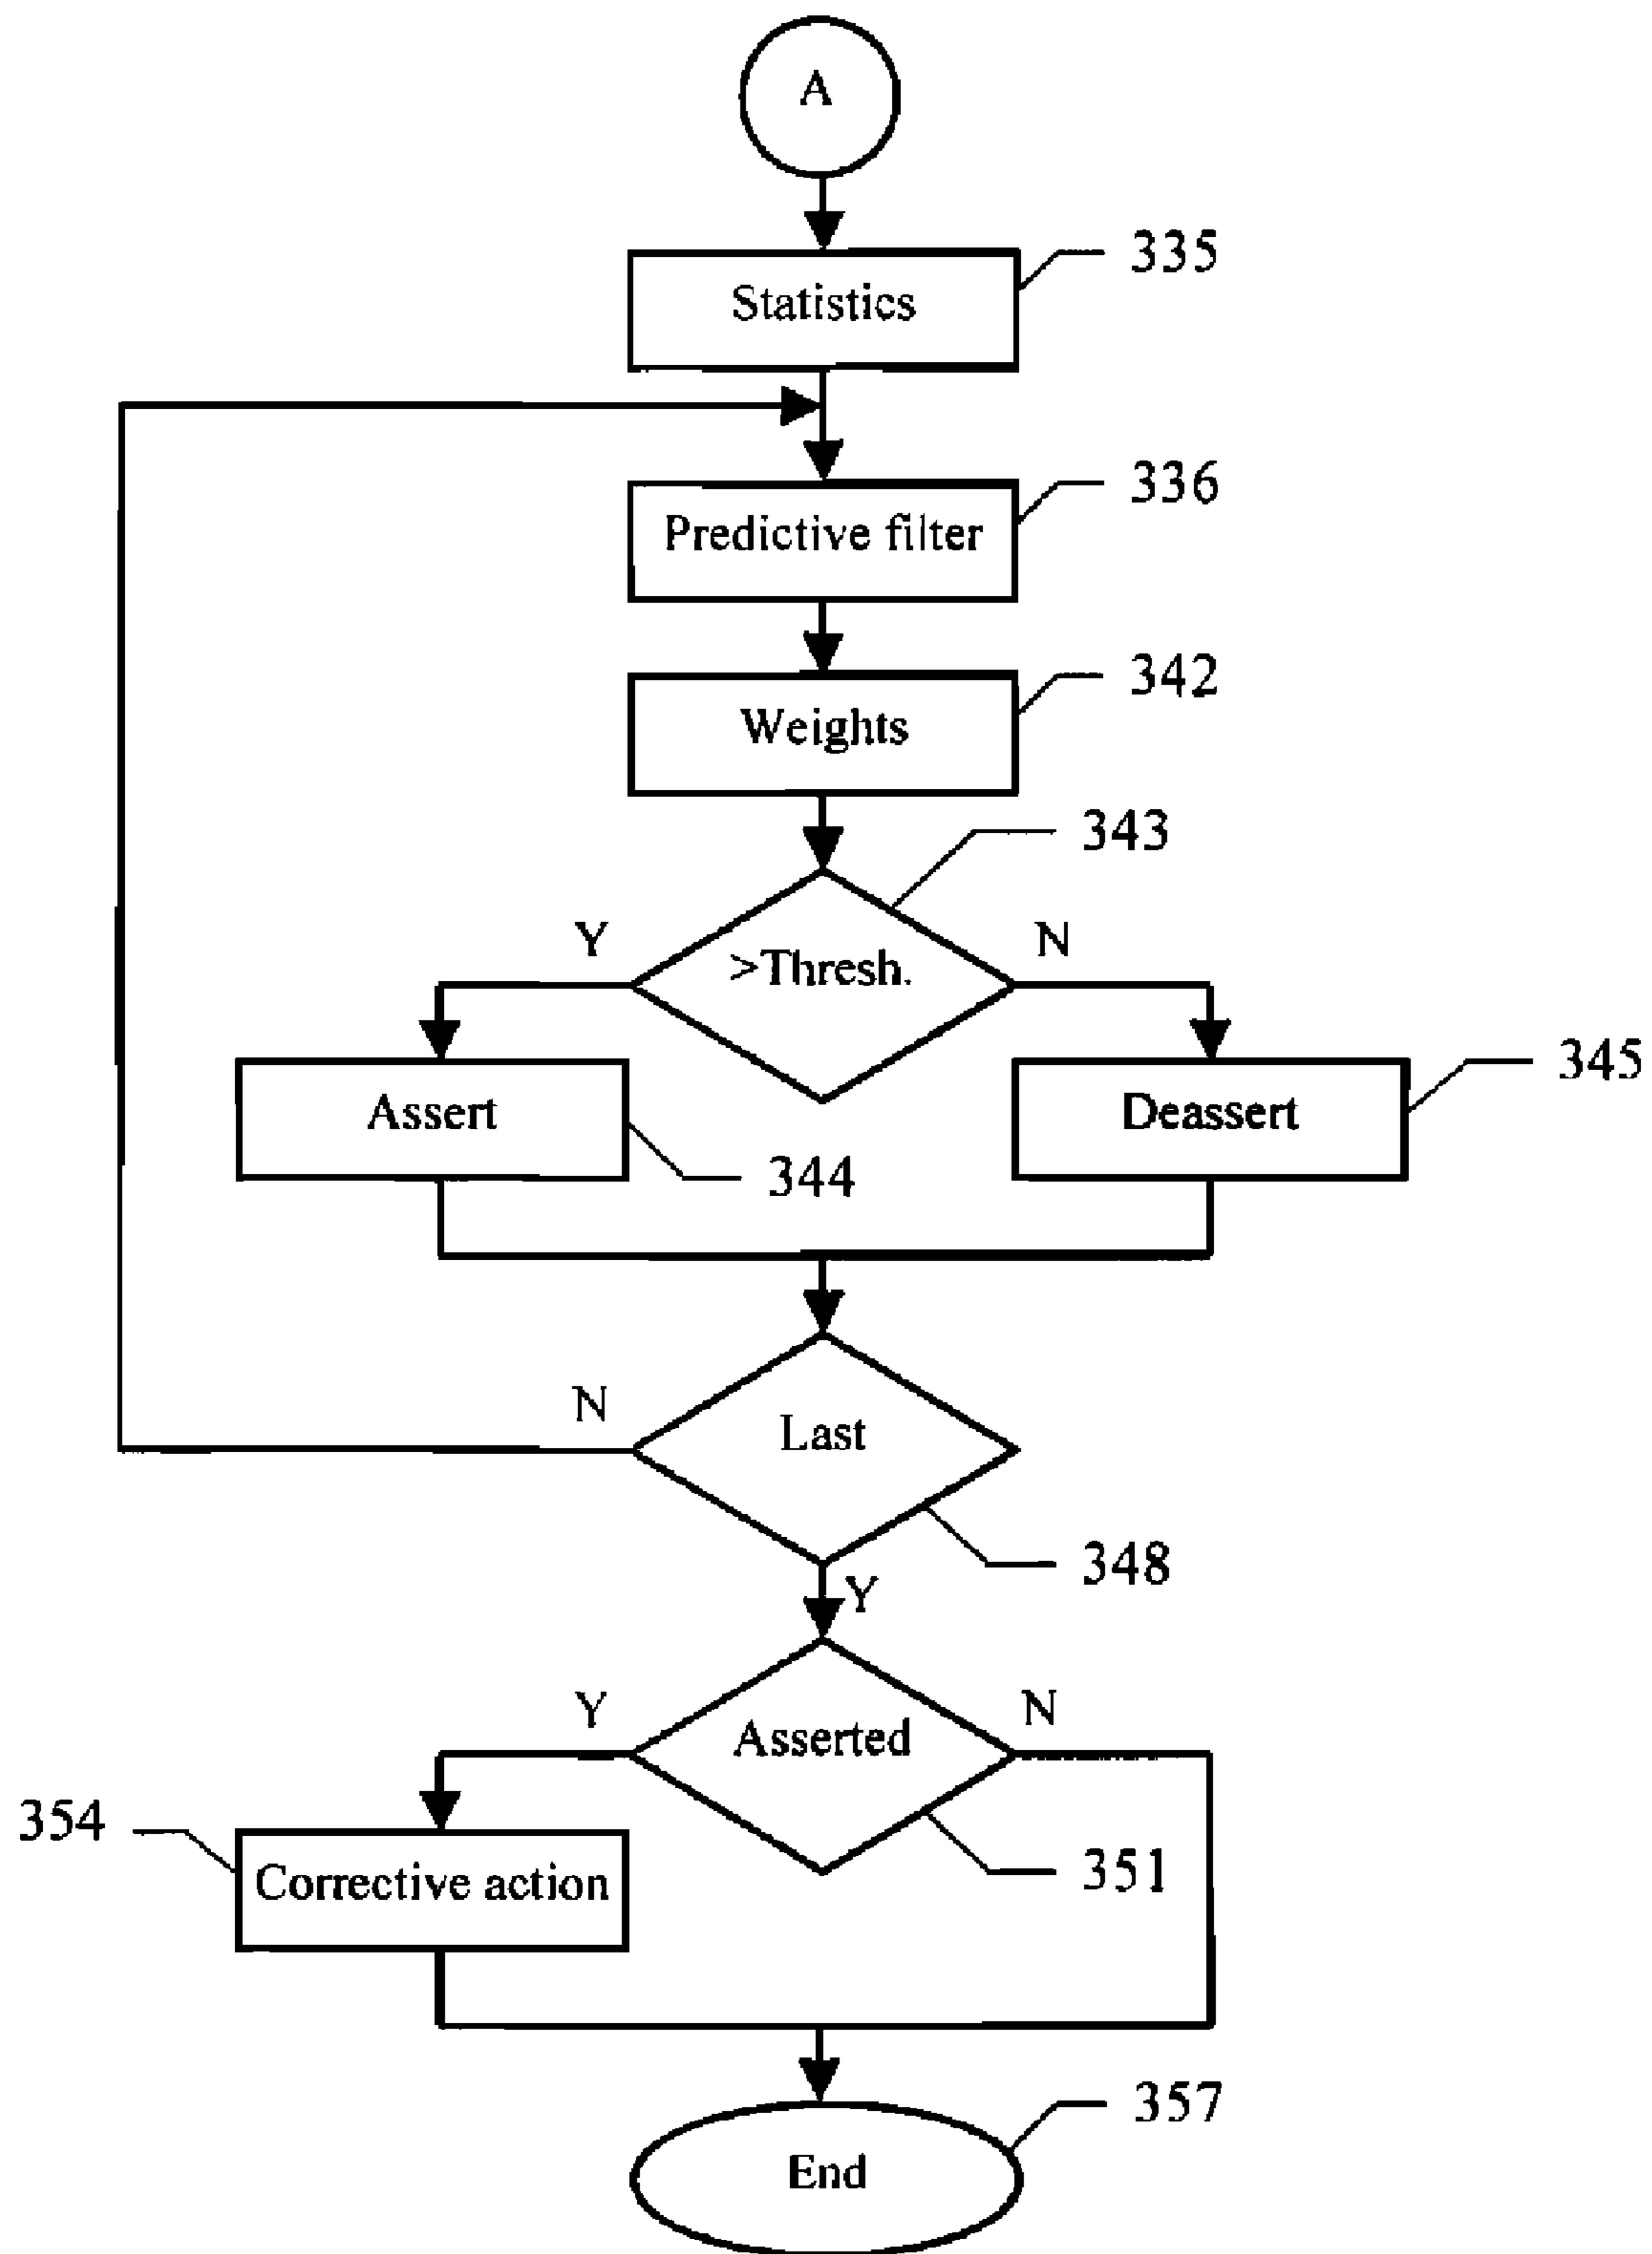 A
335
Statistics
336
Predictive filter
342
Weights
343
Y
N
>Thresh.
345
Assert
Deassert
344
N
Last
348
Y
Y
N
Asserted
354
351
Corrective action
357
End